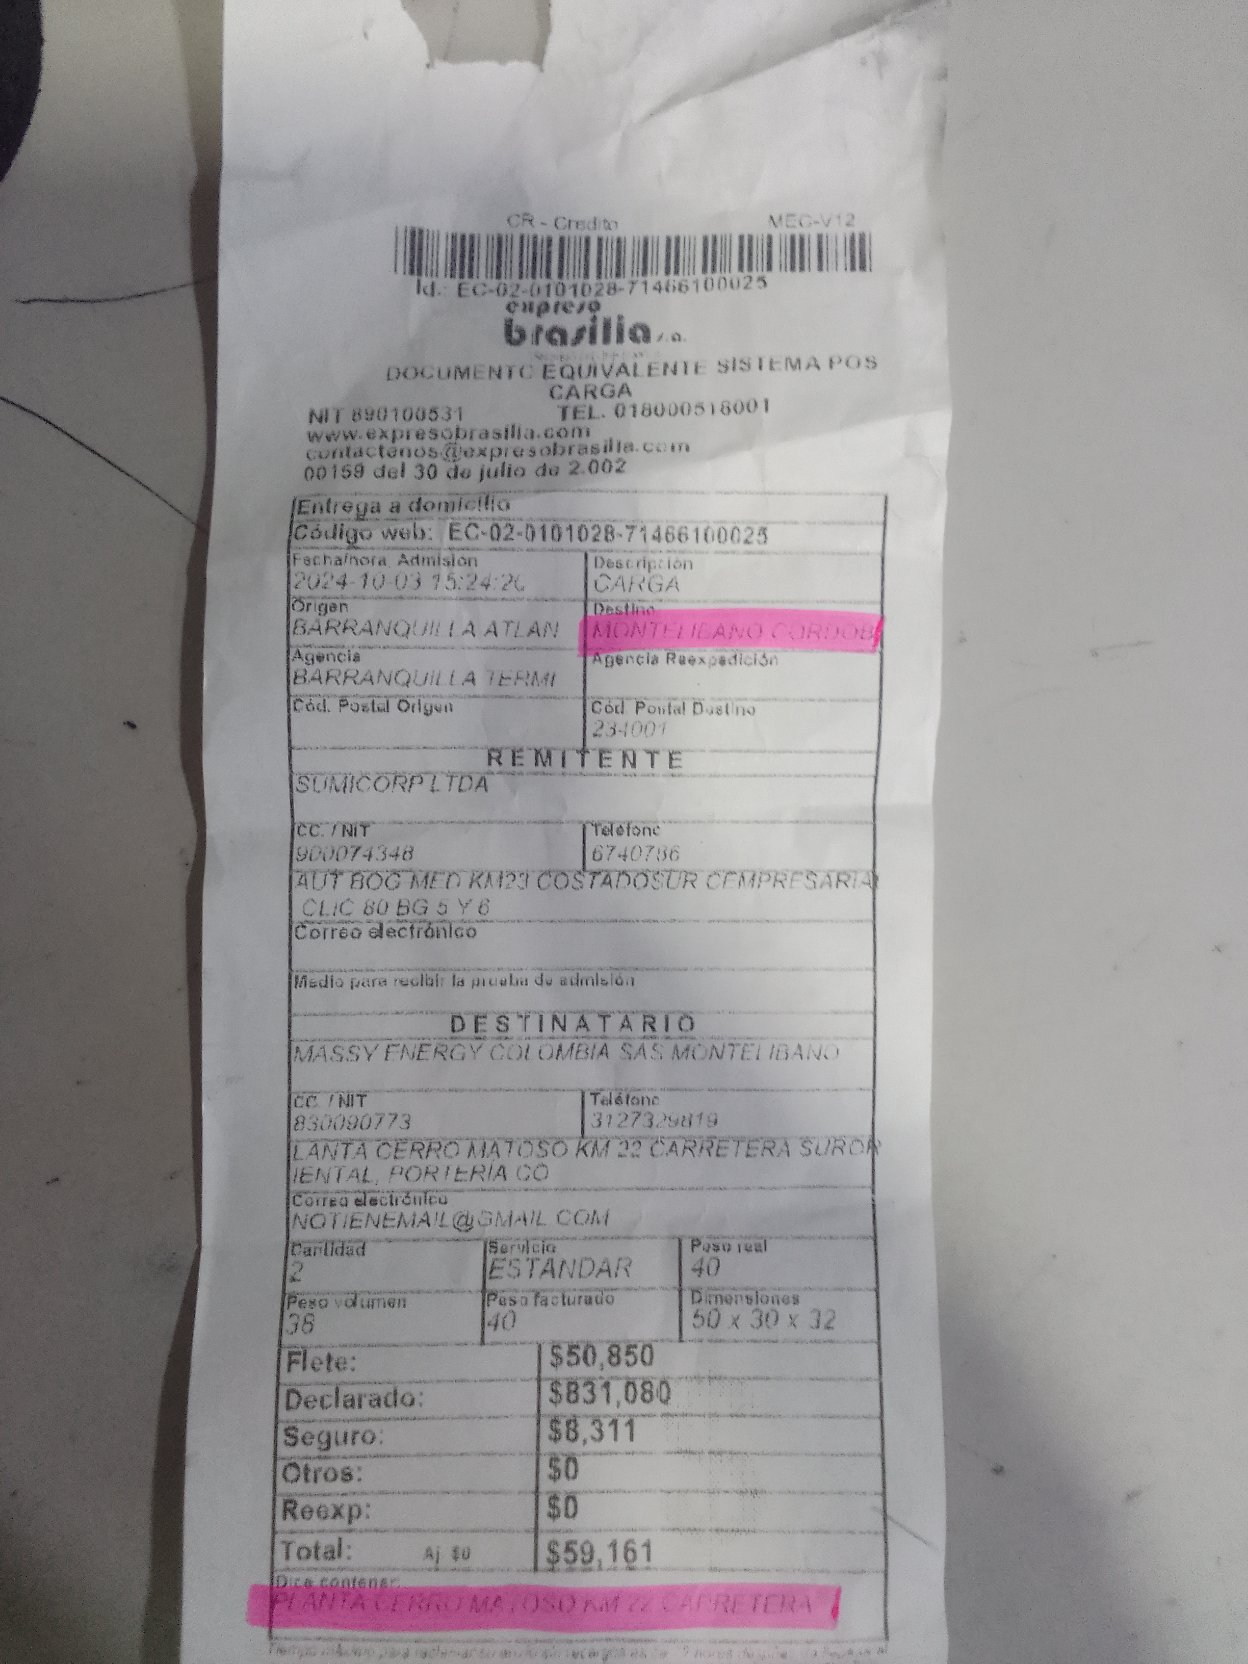 CR - Credito MEC-V12
Id.: EC-02-0101028-71466100025
expreso
brasilia s.a.
DOCUMENTO EQUIVALENTE SISTEMA POS
CARGA
NIT 890100531 TEL. 018000518001
www.expresobrasilia.com
contactenos@expresobrasilia.com
00159 del 30 de julio de 2.002
Entrega a domicilio
Código web: EC-02-0101028-71466100025
Fecha/hora Admisión Descripción
2024-10-03 15:24:26 CARGA
Origen Destino
BARRANQUILLA ATLAN MONTELIBANO CORDOB
Agencia Agencia Reexpedición
BARRANQUILLA TERMI
Cód. Postal Origen Cód. Postal Destino
234001
REMITENTE
SUMICORP LTDA
CC. / NIT Teléfono
900074348 6740786
AUT BOG MED KM23 COSTADOSUR CEMPRESARIA
CLIC 80 BG 5 Y 6
Correo electrónico
Medio para recibir la prueba de admisión
DESTINATARIO
MASSY ENERGY COLOMBIA SAS MONTELIBANO
CC. / NIT Teléfono
830090773 3127329819
LANTA CERRO MATOSO KM 22 CARRETERA SUROR
IENTAL, PORTERIA CO
Correo electrónico
NOTIENEMAIL@GMAIL.COM
Cantidad Servicio Peso real
2 ESTANDAR 40
Peso volumen Peso facturado Dimensiones
38 40 50 x 30 x 32
Flete: $50,850
Declarado: $831,080
Seguro: $8,311
Otros: $0
Reexp: $0
Total: Aj $0 $59,161
Dice contener:
PLANTA CERRO MATOSO KM 22 CARRETERA